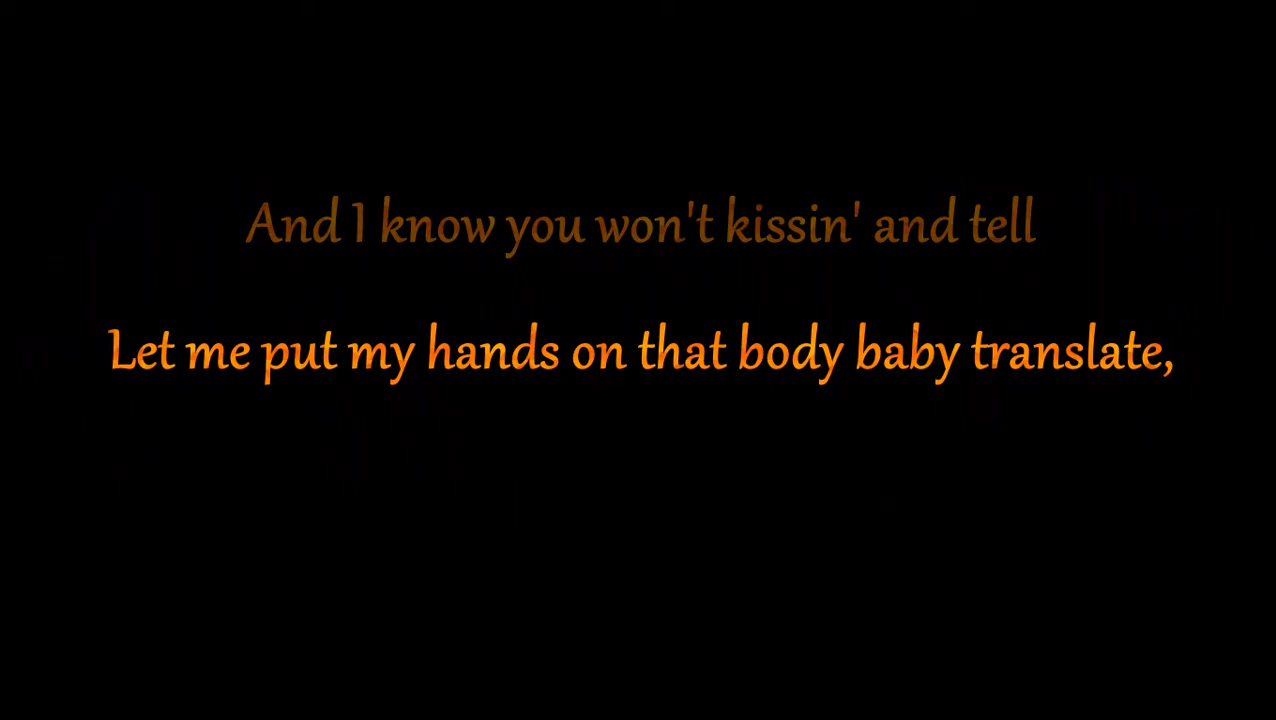 And I know you won't kissin' and tell
Let me put my hands on that body baby translate,